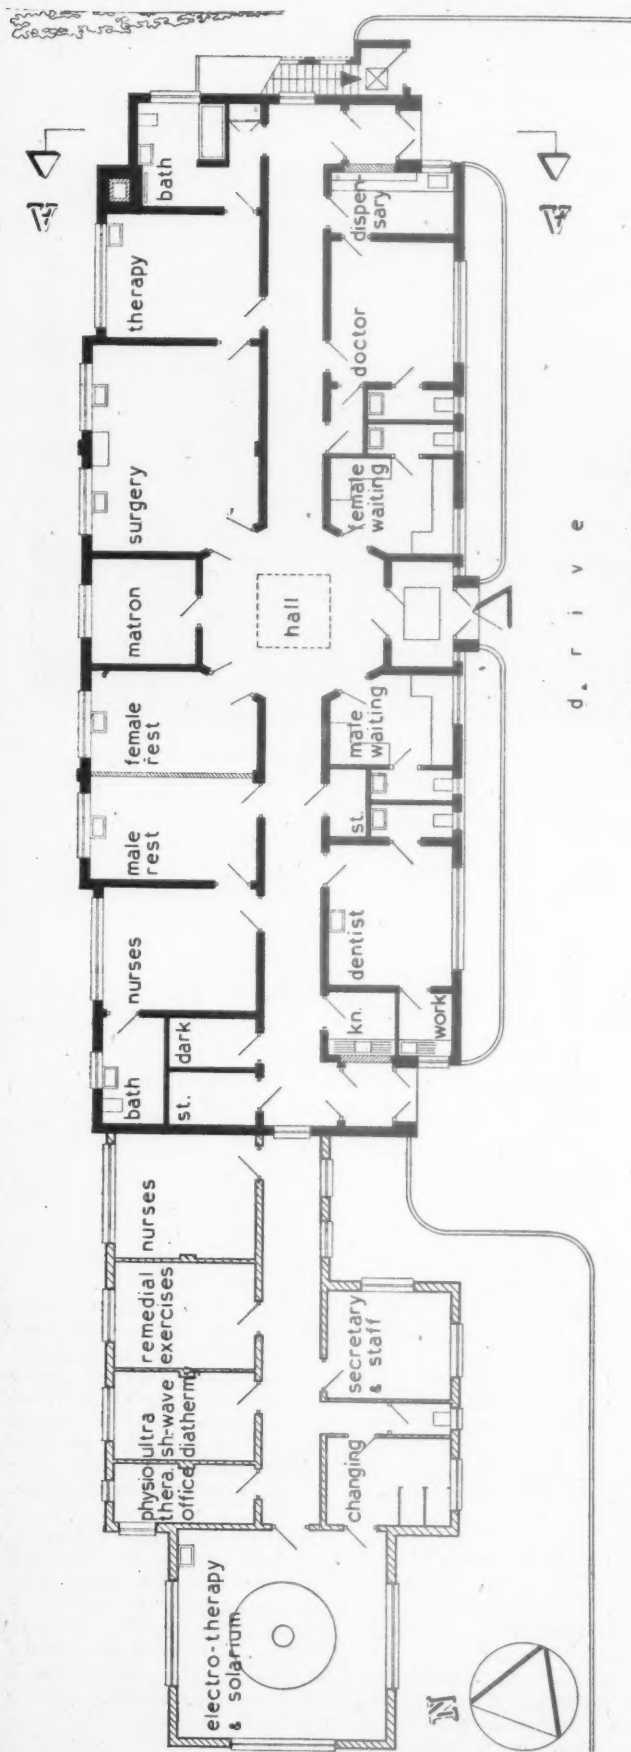 bath
therapy
surgery
matron
female
rest
male
rest
nurses
bath
dark
st.
nurses
remedial
exercises
ultra
sh-wave
diathermy
physio
thera.
office
electro-therapy
& solarium
dispen-
sary
doctor
female
waiting
hall
male
waiting
st.
dentist
kn.
work
secretary
& staff
changing
drive
N